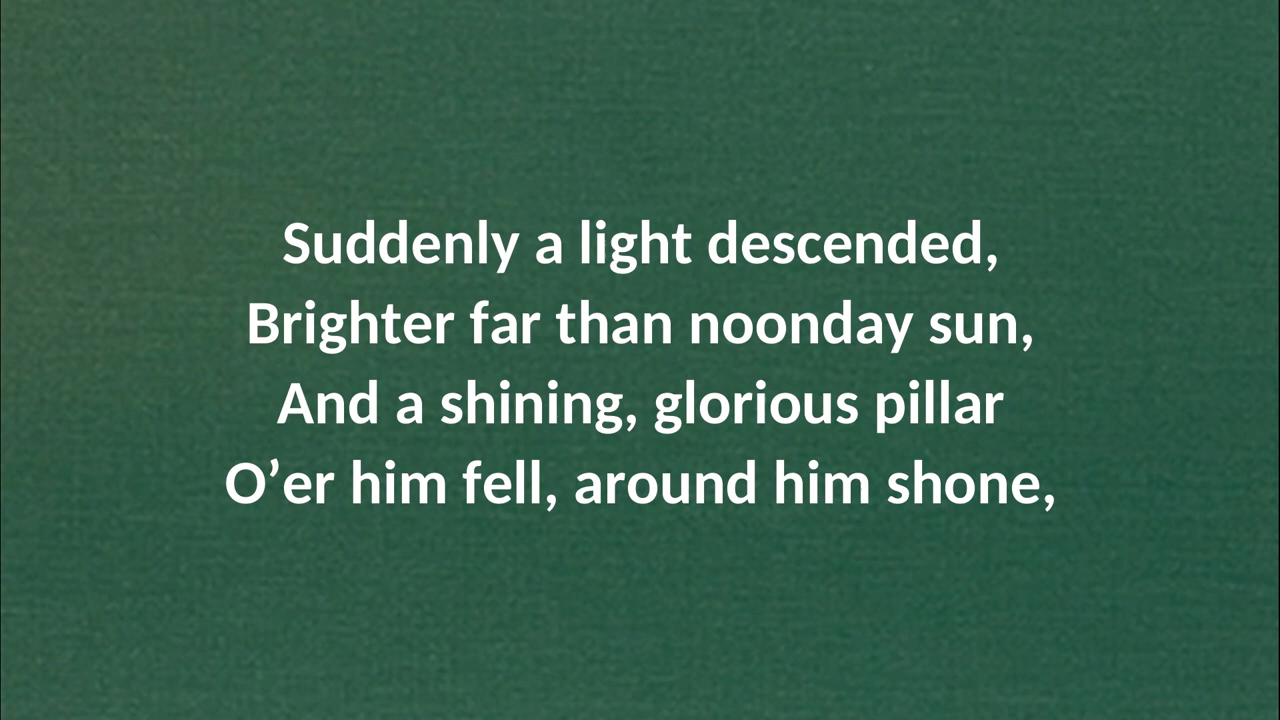 Suddenly a light descended,
Brighter far than noonday sun,
And a shining, glorious pillar
O’er him fell, around him shone,